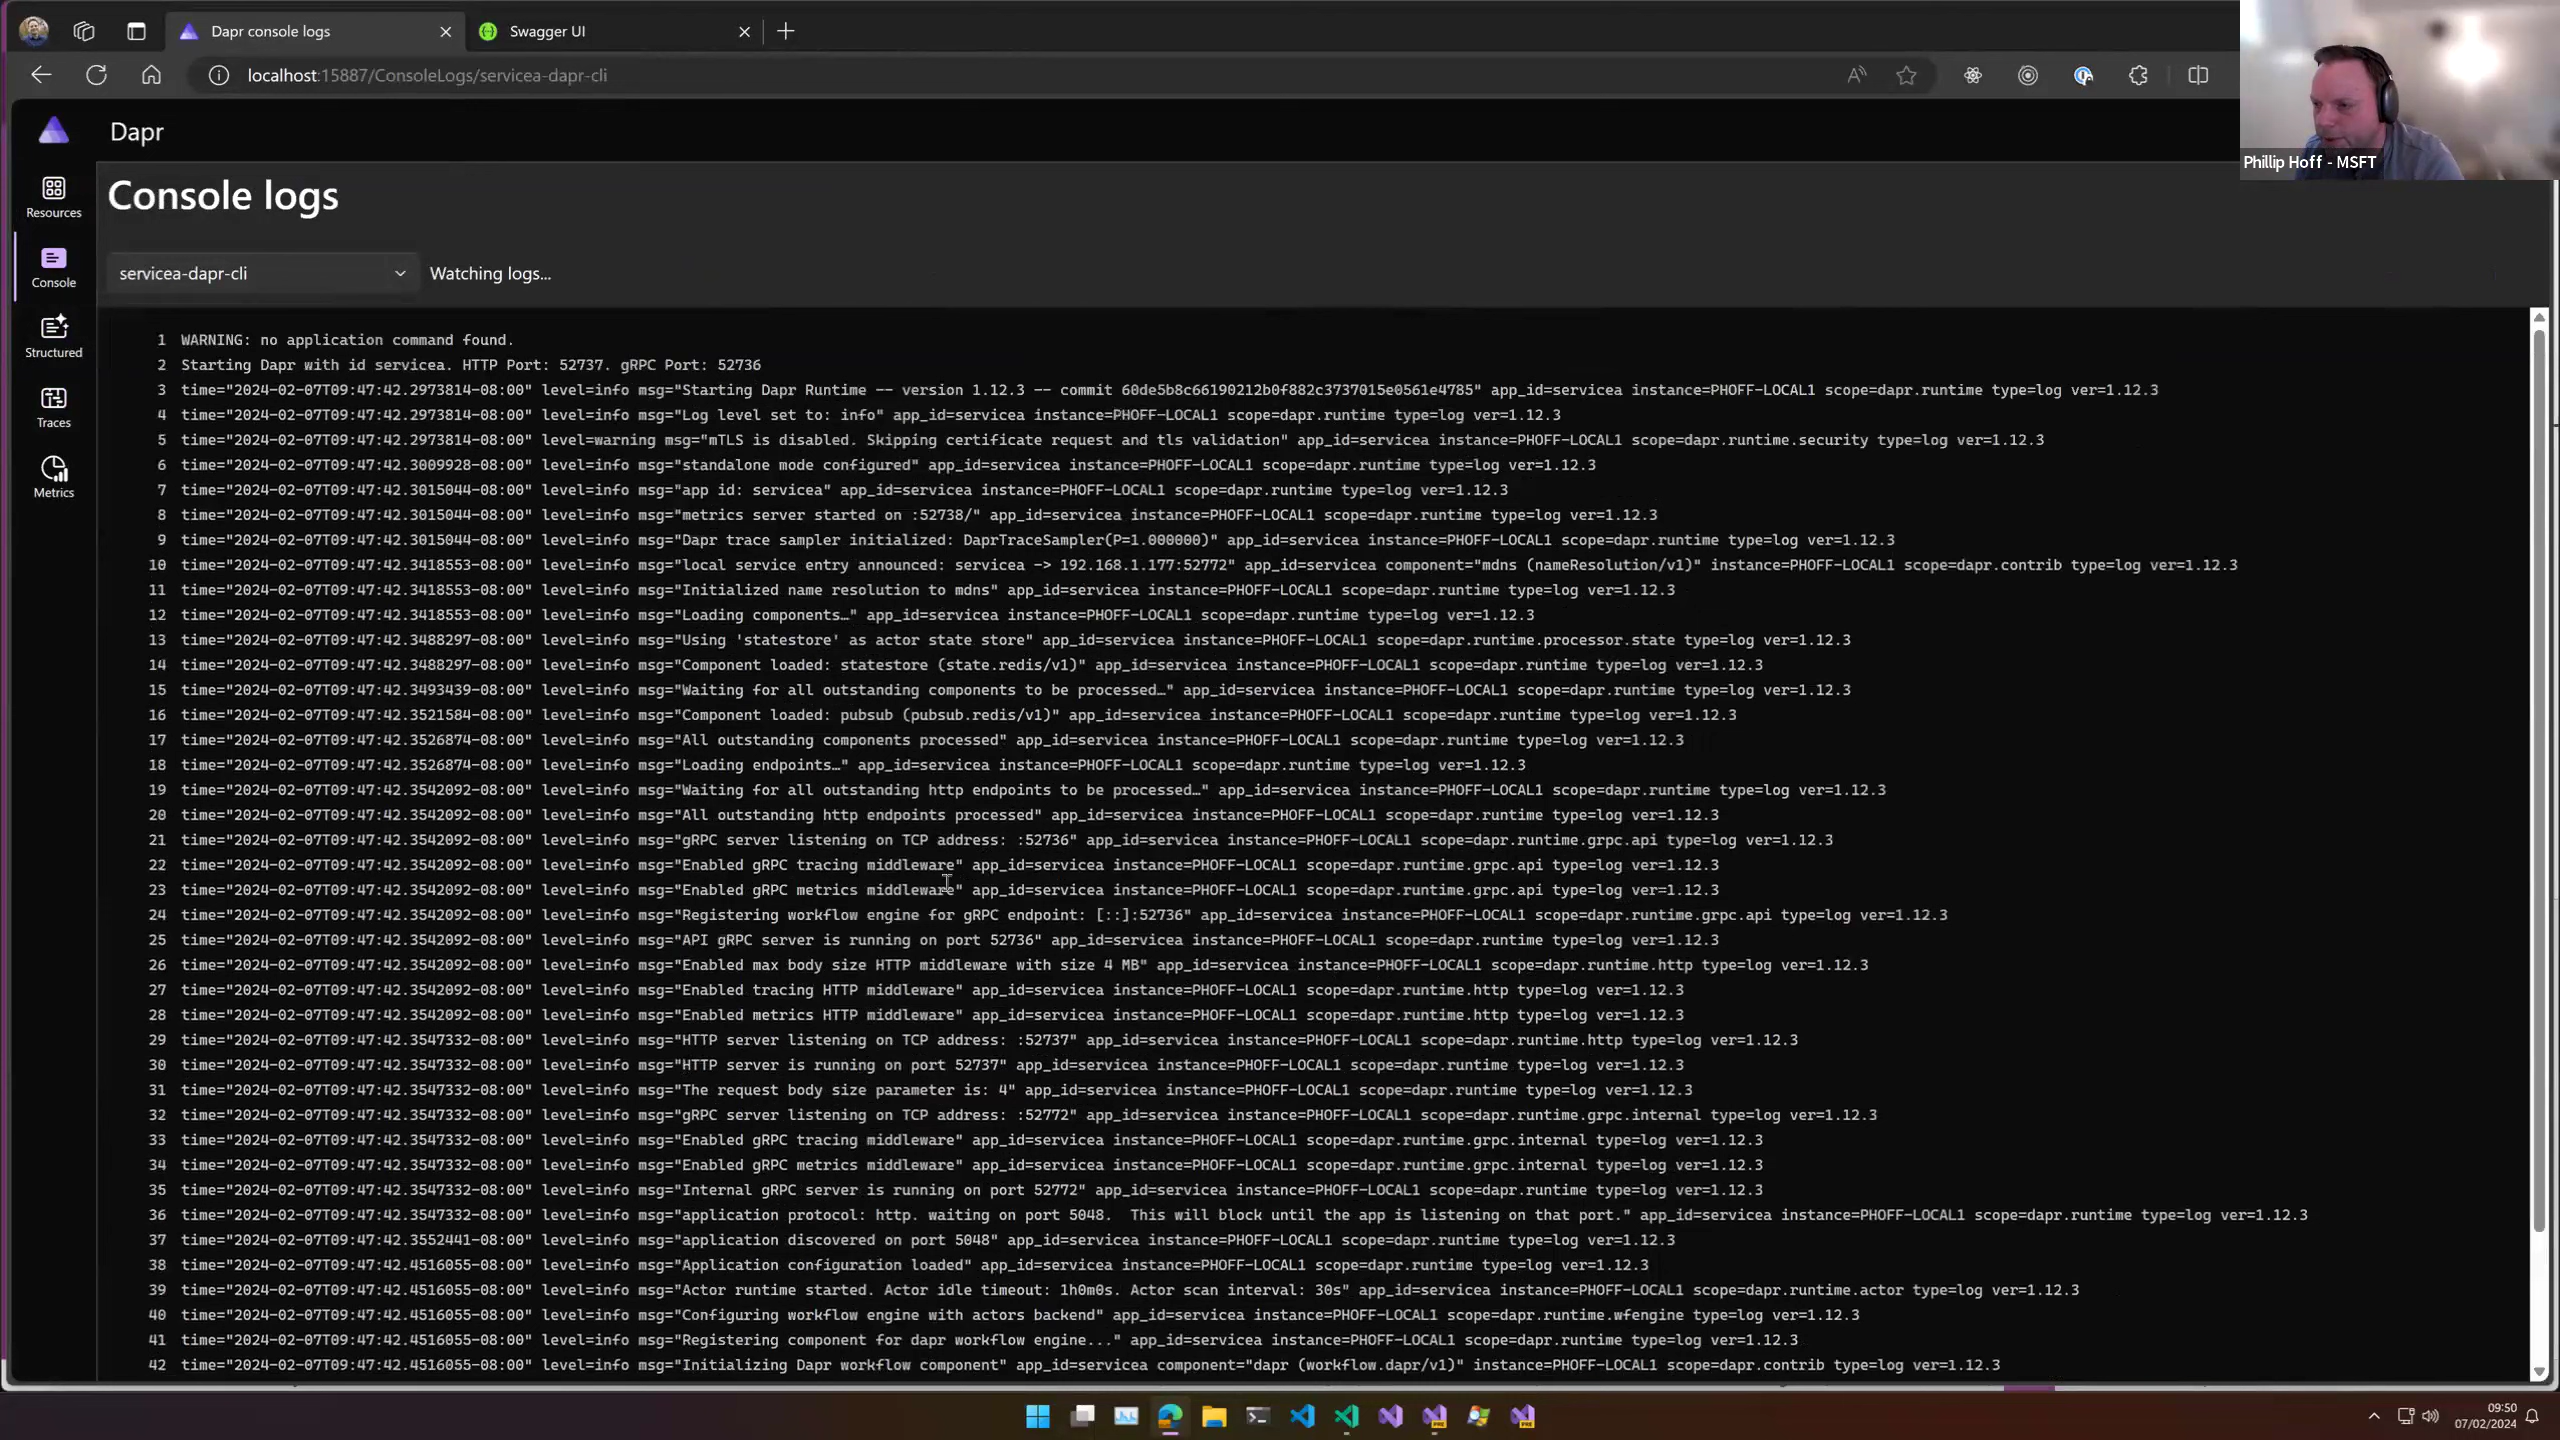 Dapr console logs
Swagger UI
localhost:15887/ConsoleLogs/servicea-dapr-cli
Phillip Hoff - MSFT
Dapr
Resources
Console
Structured
Traces
Metrics
Console logs
servicea-dapr-cli
Watching logs...
1 WARNING: no application command found.
2 Starting Dapr with id servicea. HTTP Port: 52737. gRPC Port: 52736
3 time="2024-02-07T09:47:42.2973814-08:00" level=info msg="Starting Dapr Runtime -- version 1.12.3 -- commit 60de5b8c66190212b0f882c3737015e0561e4785" app_id=servicea instance=PHOFF-LOCAL1 scope=dapr.runtime type=log ver=1.12.3
4 time="2024-02-07T09:47:42.2973814-08:00" level=info msg="Log level set to: info" app_id=servicea instance=PHOFF-LOCAL1 scope=dapr.runtime type=log ver=1.12.3
5 time="2024-02-07T09:47:42.2973814-08:00" level=warning msg="mTLS is disabled. Skipping certificate request and tls validation" app_id=servicea instance=PHOFF-LOCAL1 scope=dapr.runtime.security type=log ver=1.12.3
6 time="2024-02-07T09:47:42.3009928-08:00" level=info msg="standalone mode configured" app_id=servicea instance=PHOFF-LOCAL1 scope=dapr.runtime type=log ver=1.12.3
7 time="2024-02-07T09:47:42.3015044-08:00" level=info msg="app id: servicea" app_id=servicea instance=PHOFF-LOCAL1 scope=dapr.runtime type=log ver=1.12.3
8 time="2024-02-07T09:47:42.3015044-08:00" level=info msg="metrics server started on :52738/" app_id=servicea instance=PHOFF-LOCAL1 scope=dapr.runtime type=log ver=1.12.3
9 time="2024-02-07T09:47:42.3015044-08:00" level=info msg="Dapr trace sampler initialized: DaprTraceSampler(P=1.000000)" app_id=servicea instance=PHOFF-LOCAL1 scope=dapr.runtime type=log ver=1.12.3
10 time="2024-02-07T09:47:42.3418553-08:00" level=info msg="local service entry announced: servicea -> 192.168.1.177:52772" app_id=servicea component="mdns (nameResolution/v1)" instance=PHOFF-LOCAL1 scope=dapr.contrib type=log ver=1.12.3
11 time="2024-02-07T09:47:42.3418553-08:00" level=info msg="Initialized name resolution to mdns" app_id=servicea instance=PHOFF-LOCAL1 scope=dapr.runtime type=log ver=1.12.3
12 time="2024-02-07T09:47:42.3418553-08:00" level=info msg="Loading components…" app_id=servicea instance=PHOFF-LOCAL1 scope=dapr.runtime type=log ver=1.12.3
13 time="2024-02-07T09:47:42.3488297-08:00" level=info msg="Using 'statestore' as actor state store" app_id=servicea instance=PHOFF-LOCAL1 scope=dapr.runtime.processor.state type=log ver=1.12.3
14 time="2024-02-07T09:47:42.3488297-08:00" level=info msg="Component loaded: statestore (state.redis/v1)" app_id=servicea instance=PHOFF-LOCAL1 scope=dapr.runtime type=log ver=1.12.3
15 time="2024-02-07T09:47:42.3493439-08:00" level=info msg="Waiting for all outstanding components to be processed…" app_id=servicea instance=PHOFF-LOCAL1 scope=dapr.runtime type=log ver=1.12.3
16 time="2024-02-07T09:47:42.3521584-08:00" level=info msg="Component loaded: pubsub (pubsub.redis/v1)" app_id=servicea instance=PHOFF-LOCAL1 scope=dapr.runtime type=log ver=1.12.3
17 time="2024-02-07T09:47:42.3526874-08:00" level=info msg="All outstanding components processed" app_id=servicea instance=PHOFF-LOCAL1 scope=dapr.runtime type=log ver=1.12.3
18 time="2024-02-07T09:47:42.3526874-08:00" level=info msg="Loading endpoints…" app_id=servicea instance=PHOFF-LOCAL1 scope=dapr.runtime type=log ver=1.12.3
19 time="2024-02-07T09:47:42.3542092-08:00" level=info msg="Waiting for all outstanding http endpoints to be processed…" app_id=servicea instance=PHOFF-LOCAL1 scope=dapr.runtime type=log ver=1.12.3
20 time="2024-02-07T09:47:42.3542092-08:00" level=info msg="All outstanding http endpoints processed" app_id=servicea instance=PHOFF-LOCAL1 scope=dapr.runtime type=log ver=1.12.3
21 time="2024-02-07T09:47:42.3542092-08:00" level=info msg="gRPC server listening on TCP address: :52736" app_id=servicea instance=PHOFF-LOCAL1 scope=dapr.runtime.grpc.api type=log ver=1.12.3
22 time="2024-02-07T09:47:42.3542092-08:00" level=info msg="Enabled gRPC tracing middleware" app_id=servicea instance=PHOFF-LOCAL1 scope=dapr.runtime.grpc.api type=log ver=1.12.3
23 time="2024-02-07T09:47:42.3542092-08:00" level=info msg="Enabled gRPC metrics middleware" app_id=servicea instance=PHOFF-LOCAL1 scope=dapr.runtime.grpc.api type=log ver=1.12.3
24 time="2024-02-07T09:47:42.3542092-08:00" level=info msg="Registering workflow engine for gRPC endpoint: [::]:52736" app_id=servicea instance=PHOFF-LOCAL1 scope=dapr.runtime.grpc.api type=log ver=1.12.3
25 time="2024-02-07T09:47:42.3542092-08:00" level=info msg="API gRPC server is running on port 52736" app_id=servicea instance=PHOFF-LOCAL1 scope=dapr.runtime type=log ver=1.12.3
26 time="2024-02-07T09:47:42.3542092-08:00" level=info msg="Enabled max body size HTTP middleware with size 4 MB" app_id=servicea instance=PHOFF-LOCAL1 scope=dapr.runtime.http type=log ver=1.12.3
27 time="2024-02-07T09:47:42.3542092-08:00" level=info msg="Enabled tracing HTTP middleware" app_id=servicea instance=PHOFF-LOCAL1 scope=dapr.runtime.http type=log ver=1.12.3
28 time="2024-02-07T09:47:42.3542092-08:00" level=info msg="Enabled metrics HTTP middleware" app_id=servicea instance=PHOFF-LOCAL1 scope=dapr.runtime.http type=log ver=1.12.3
29 time="2024-02-07T09:47:42.3547332-08:00" level=info msg="HTTP server listening on TCP address: :52737" app_id=servicea instance=PHOFF-LOCAL1 scope=dapr.runtime.http type=log ver=1.12.3
30 time="2024-02-07T09:47:42.3547332-08:00" level=info msg="HTTP server is running on port 52737" app_id=servicea instance=PHOFF-LOCAL1 scope=dapr.runtime type=log ver=1.12.3
31 time="2024-02-07T09:47:42.3547332-08:00" level=info msg="The request body size parameter is: 4" app_id=servicea instance=PHOFF-LOCAL1 scope=dapr.runtime type=log ver=1.12.3
32 time="2024-02-07T09:47:42.3547332-08:00" level=info msg="gRPC server listening on TCP address: :52772" app_id=servicea instance=PHOFF-LOCAL1 scope=dapr.runtime.grpc.internal type=log ver=1.12.3
33 time="2024-02-07T09:47:42.3547332-08:00" level=info msg="Enabled gRPC tracing middleware" app_id=servicea instance=PHOFF-LOCAL1 scope=dapr.runtime.grpc.internal type=log ver=1.12.3
34 time="2024-02-07T09:47:42.3547332-08:00" level=info msg="Enabled gRPC metrics middleware" app_id=servicea instance=PHOFF-LOCAL1 scope=dapr.runtime.grpc.internal type=log ver=1.12.3
35 time="2024-02-07T09:47:42.3547332-08:00" level=info msg="Internal gRPC server is running on port 52772" app_id=servicea instance=PHOFF-LOCAL1 scope=dapr.runtime type=log ver=1.12.3
36 time="2024-02-07T09:47:42.3547332-08:00" level=info msg="application protocol: http. waiting on port 5048.  This will block until the app is listening on that port." app_id=servicea instance=PHOFF-LOCAL1 scope=dapr.runtime type=log ver=1.12.3
37 time="2024-02-07T09:47:42.3552441-08:00" level=info msg="application discovered on port 5048" app_id=servicea instance=PHOFF-LOCAL1 scope=dapr.runtime type=log ver=1.12.3
38 time="2024-02-07T09:47:42.4516055-08:00" level=info msg="Application configuration loaded" app_id=servicea instance=PHOFF-LOCAL1 scope=dapr.runtime type=log ver=1.12.3
39 time="2024-02-07T09:47:42.4516055-08:00" level=info msg="Actor runtime started. Actor idle timeout: 1h0m0s. Actor scan interval: 30s" app_id=servicea instance=PHOFF-LOCAL1 scope=dapr.runtime.actor type=log ver=1.12.3
40 time="2024-02-07T09:47:42.4516055-08:00" level=info msg="Configuring workflow engine with actors backend" app_id=servicea instance=PHOFF-LOCAL1 scope=dapr.runtime.wfengine type=log ver=1.12.3
41 time="2024-02-07T09:47:42.4516055-08:00" level=info msg="Registering component for dapr workflow engine..." app_id=servicea instance=PHOFF-LOCAL1 scope=dapr.runtime type=log ver=1.12.3
42 time="2024-02-07T09:47:42.4516055-08:00" level=info msg="Initializing Dapr workflow component" app_id=servicea component="dapr (workflow.dapr/v1)" instance=PHOFF-LOCAL1 scope=dapr.contrib type=log ver=1.12.3
09:50
07/02/2024